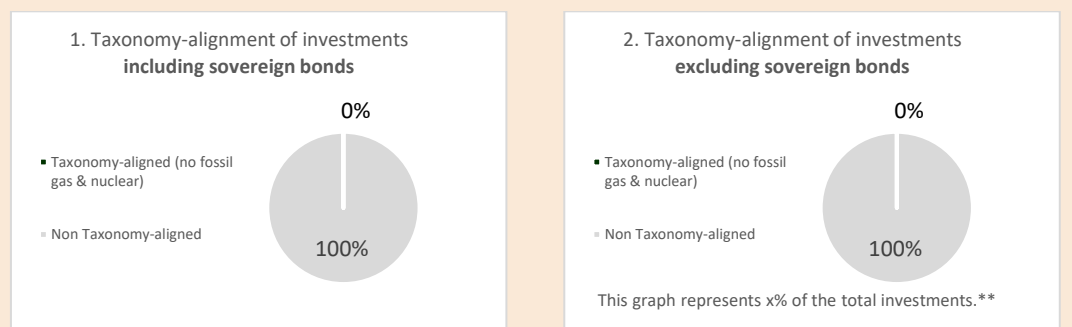 1. Taxonomy-alignment of investments
including sovereign bonds
0%
Taxonomy-aligned (no fossil
gas & nuclear)
Non Taxonomy-aligned
100%
2. Taxonomy-alignment of investments
excluding sovereign bonds
0%
Taxonomy-aligned (no fossil
gas & nuclear)
Non Taxonomy-aligned
100%
This graph represents x% of the total investments.**